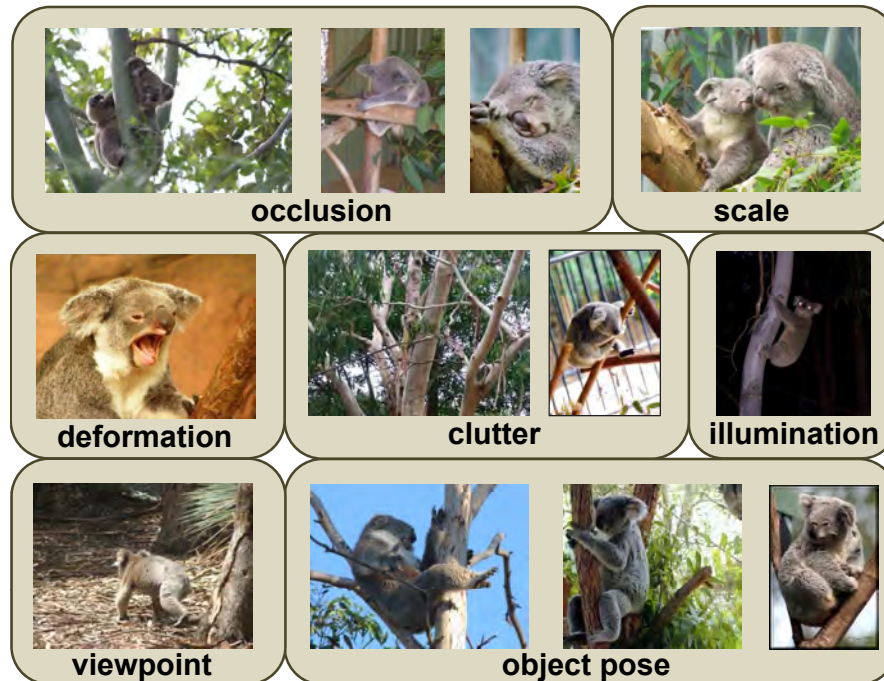 occlusion
scale
deformation
clutter
illumination
viewpoint
object pose